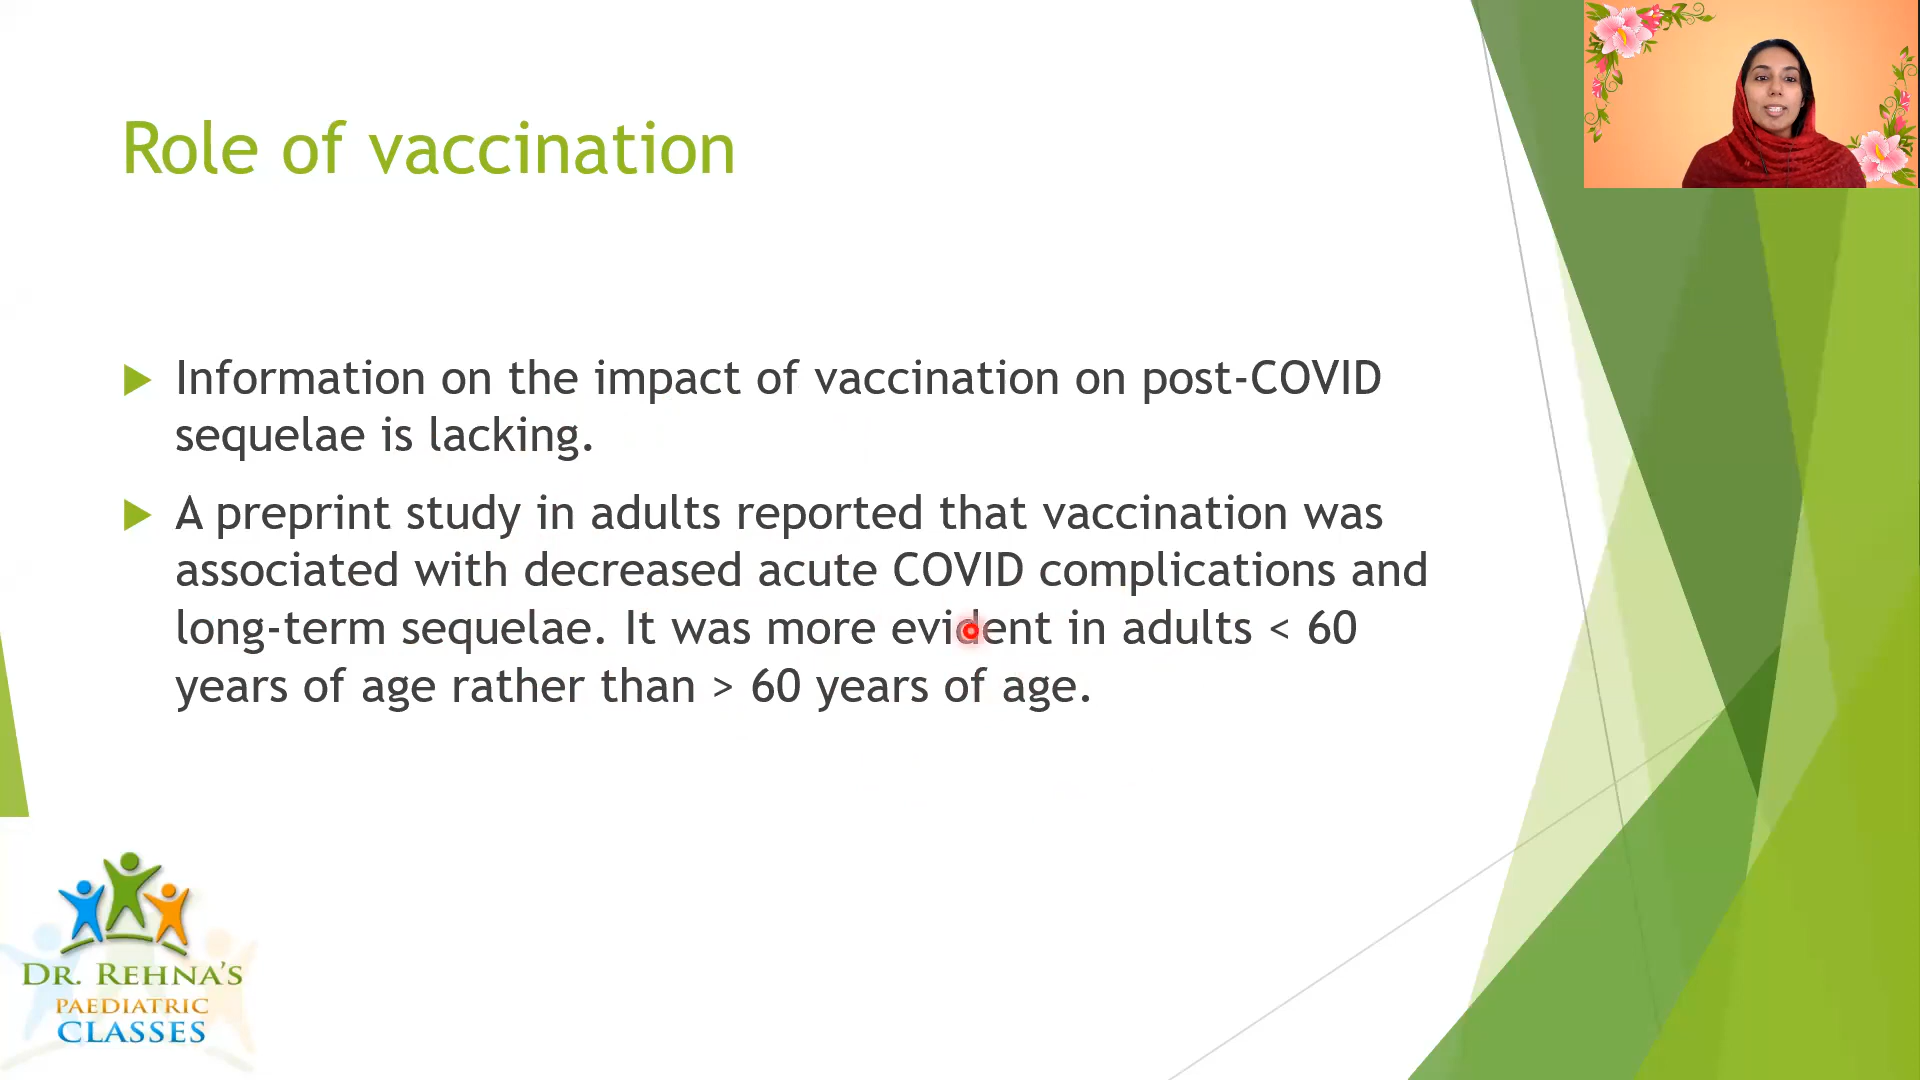 Role of vaccination
Information on the impact of vaccination on post-COVID
sequelae is lacking.
A preprint study in adults reported that vaccination was
associated with decreased acute COVID complications and
long-term sequelae. It was more evident in adults < 60
years of age rather than > 60 years of age.
DR. REHNA'S
PAEDIATRIC
CLASSES